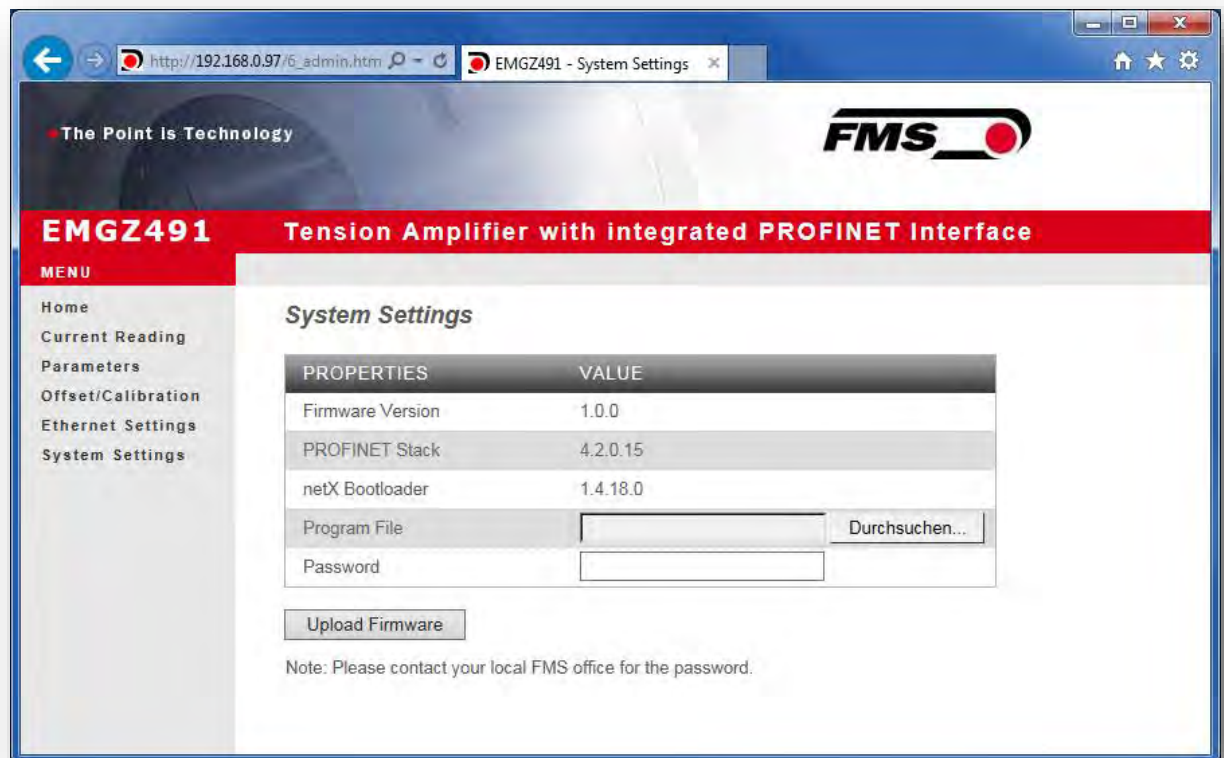 http://192.168.0.97/6_admin.htm
EMGZ491 - System Settings
The Point is Technology
FMS
EMGZ491
Tension Amplifier with integrated PROFINET Interface
MENU
Home
Current Reading
Parameters
Offset/Calibration
Ethernet Settings
System Settings
System Settings
PROPERTIES VALUE
Firmware Version 1.0.0
PROFINET Stack 4.2.0.15
netX Bootloader 1.4.18.0
Program File Durchsuchen...
Password
Upload Firmware
Note: Please contact your local FMS office for the password.